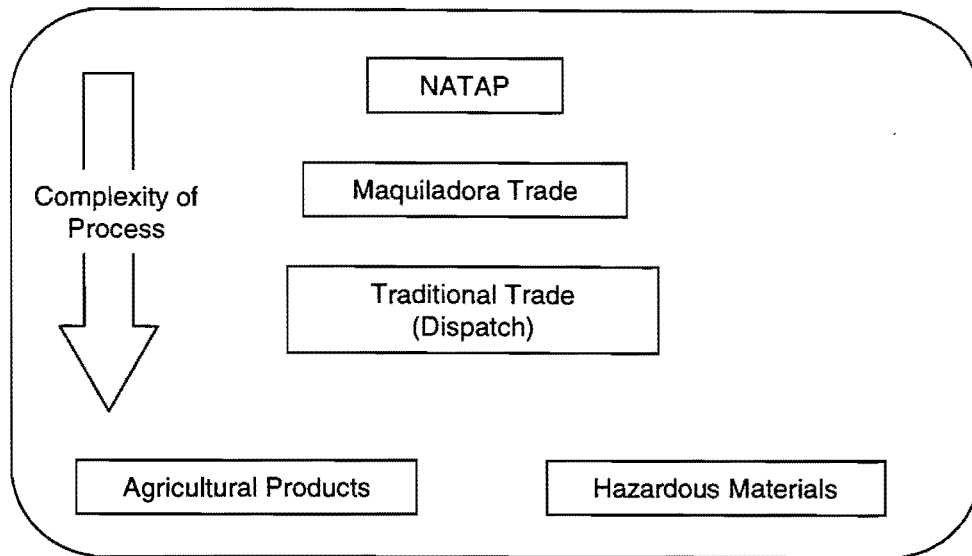 NATAP
Maquiladora Trade
Complexity of
Process
Traditional Trade
(Dispatch)
Agricultural Products
Hazardous Materials